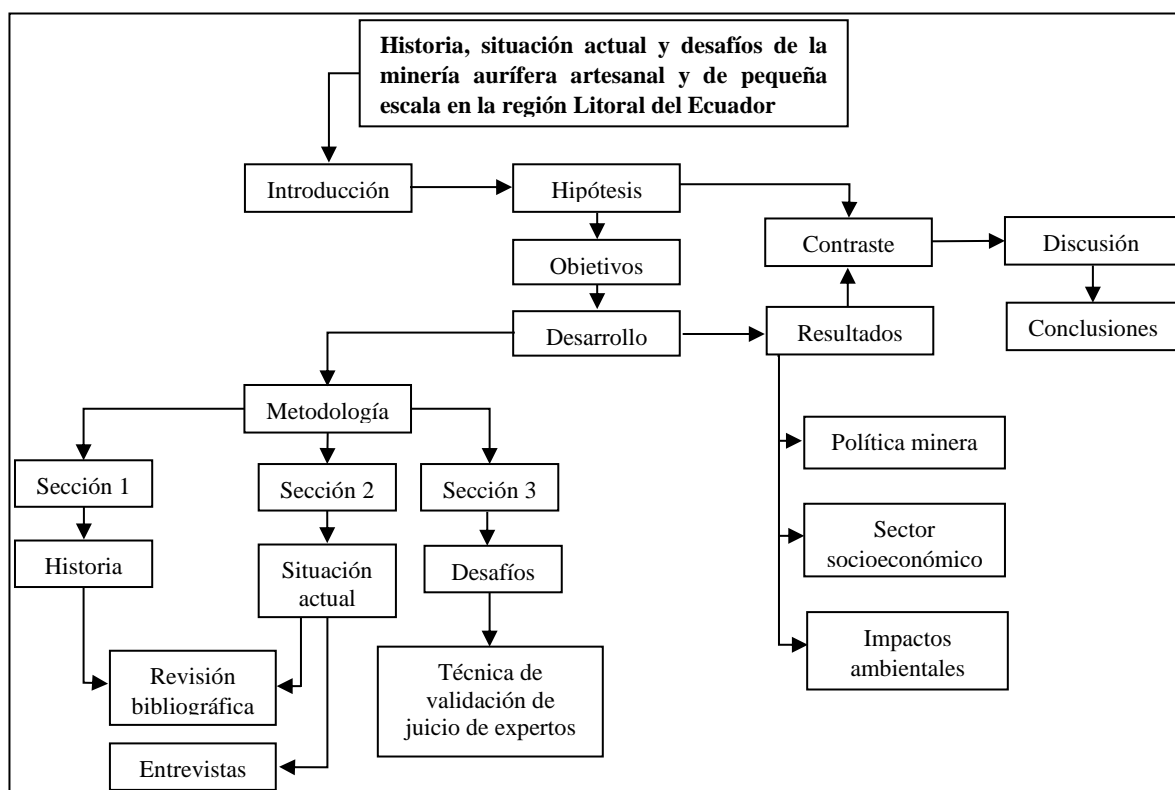 Historia, situación actual y desafíos de la
minería aurífera artesanal y de pequeña
escala en la región Litoral del Ecuador
Introducción
Hipótesis
Contraste
Discusión
Objetivos
Desarrollo
Resultados
Conclusiones
Metodología
Política minera
Sección 1
Sección 2
Sección 3
Sector
socioeconómico
Historia
Situación
actual
Desafíos
Impactos
ambientales
Revisión
bibliográfica
Técnica de
validación de
juicio de expertos
Entrevistas